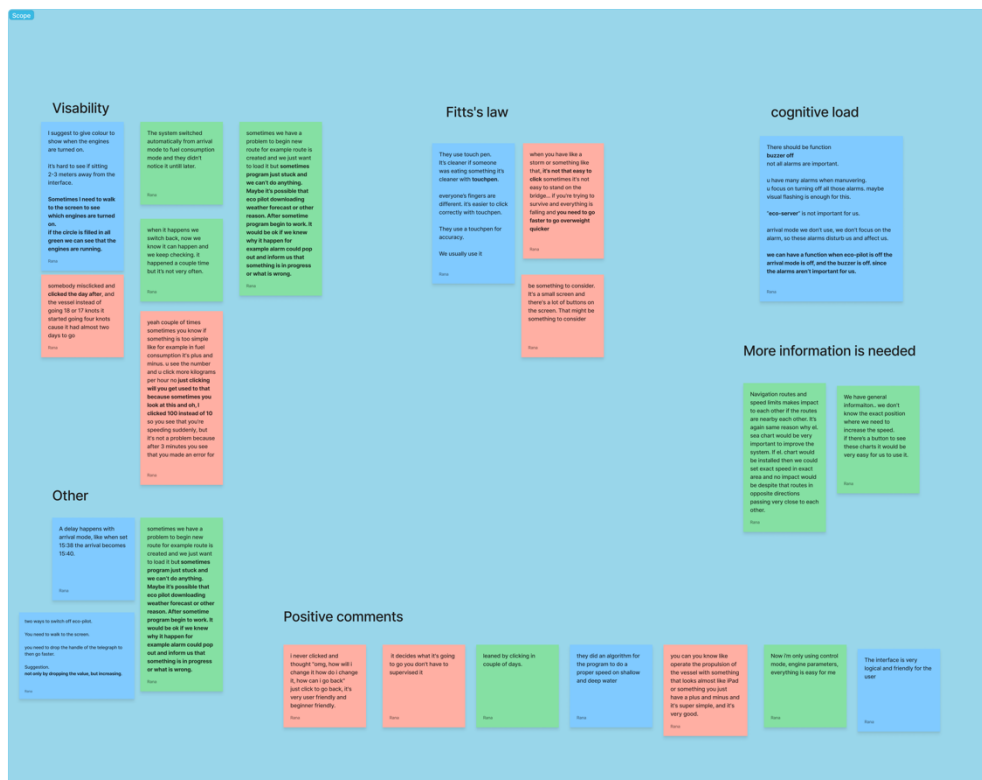 Scope
Visability
I suggest to give colour to
show when the engines
are turned on.
It's hard to see if sitting
2-3 meters away from the
interface.
Sometimes I need to walk
to the screen to see
which engines are turned
on.
if the circle is filled in all
green we can see that the
engines are running.
Rens
The system switched
automatically from arrival
mode to fuel consumption
mode and they didn't
notice it untill later.
Rens
sometimes we have a
problem to begin new
route for example route is
created and we just want
to load it but sometimes
program just stuck and
we can't do anything.
Maybe it's possible that
eco pilot downloading
weather forecast or other
reason. After sometime
program begin to work. It
would be ok if we knew
why it happen for
example alarm could pop
out and inform us that
something is in progress
or what is wrong.
Rens
when it happens we
switch back, now we
know it can happen and
we keep checking. it
happened a couple time
but it's not very often.
Rens
somebody misclicked and
clicked the day after, and
the vessel instead of
going 18 or 17 knots it
started going four knots
cause it had almost two
days to go
Rens
yeah couple of times
sometimes you know if
something is too simple
like for example in fuel
consumption it's plus and
minus. u see the number
and u click more kilograms
per hour no just clicking
will you get used to that
because sometimes you
look at this and oh, I
clicked 100 instead of 10
so you see that you're
speeding suddenly, but
it's not a problem because
after 3 minutes you see
that you made an error for
Rens
Fitts's law
They use touch pen.
it's cleaner if someone
was eating something it's
cleaner with touchpen.
everyone's fingers are
different. it's easier to click
correctly with touchpen.
They use a touchpen for
accuracy.
We usually use it
Rens
when you have like a
storm or something like
that, it's not that easy to
click sometimes it's not
easy to stand on the
bridge... if you're trying to
survive and everything is
falling and you need to go
faster to go overweight
quicker
Rens
be something to consider.
it's a small screen and
there's a lot of buttons on
the screen. That might be
something to consider
Rens
cognitive load
There should be function
buzzer off
not all alarms are important.
u have many alarms when manuvering.
u focus on turning off all those alarms. maybe
visual flashing is enough for this.
"eco-server" is not important for us.
arrival mode we don't use, we don't focus on the
alarm, so these alarms disturb us and affect us.
we can have a function when eco-pilot is off the
arrival mode is off, and the buzzer is off. since
the alarms aren't important for us.
Rens
More information is needed
Navigation routes and
speed limits makes impact
to each other if the routes
are nearby each other. It's
again same reason why el.
sea chart would be very
important to improve the
system. If el. chart would
be installed then we could
set exact speed in exact
area and no impact would
be despite that routes in
opposite directions
passing very close to each
other.
Rens
We have general
information.. we don't
know the exact position
where we need to
increase the speed.
if there's a button to see
these charts it would be
very easy for us to use it.
Rens
Other
A delay happens with
arrival mode, like when set
15:38 the arrival becomes
15:40.
Rens
two ways to switch off eco-pilot.
You need to walk to the screen.
you need to drop the handle of the telegraph to
then go faster.
Suggestion.
not only by dropping the value, but increasing.
Rens
sometimes we have a
problem to begin new
route for example route is
created and we just want
to load it but sometimes
program just stuck and
we can't do anything.
Maybe it's possible that
eco pilot downloading
weather forecast or other
reason. After sometime
program begin to work. It
would be ok if we knew
why it happen for
example alarm could pop
out and inform us that
something is in progress
or what is wrong.
Rens
Positive comments
I never clicked and
thought "omg, how will i
change it how do i change
it, how can i go back"
just click to go back, it's
very user friendly and
beginner friendly.
Rens
it decides what it's going
to go you don't have to
supervised it
Rens
leaned by clicking in
couple of days.
Rens
they did an algorithm for
the program to do a
proper speed on shallow
and deep water
Rens
you can you know like
operate the propulsion of
the vessel with something
that looks almost like iPad
or something you just
have a plus and minus and
it's super simple, and it's
very good.
Rens
Now i'm only using control
mode, engine parameters,
everything is easy for me
Rens
The interface is very
logical and friendly for the
user
Rens